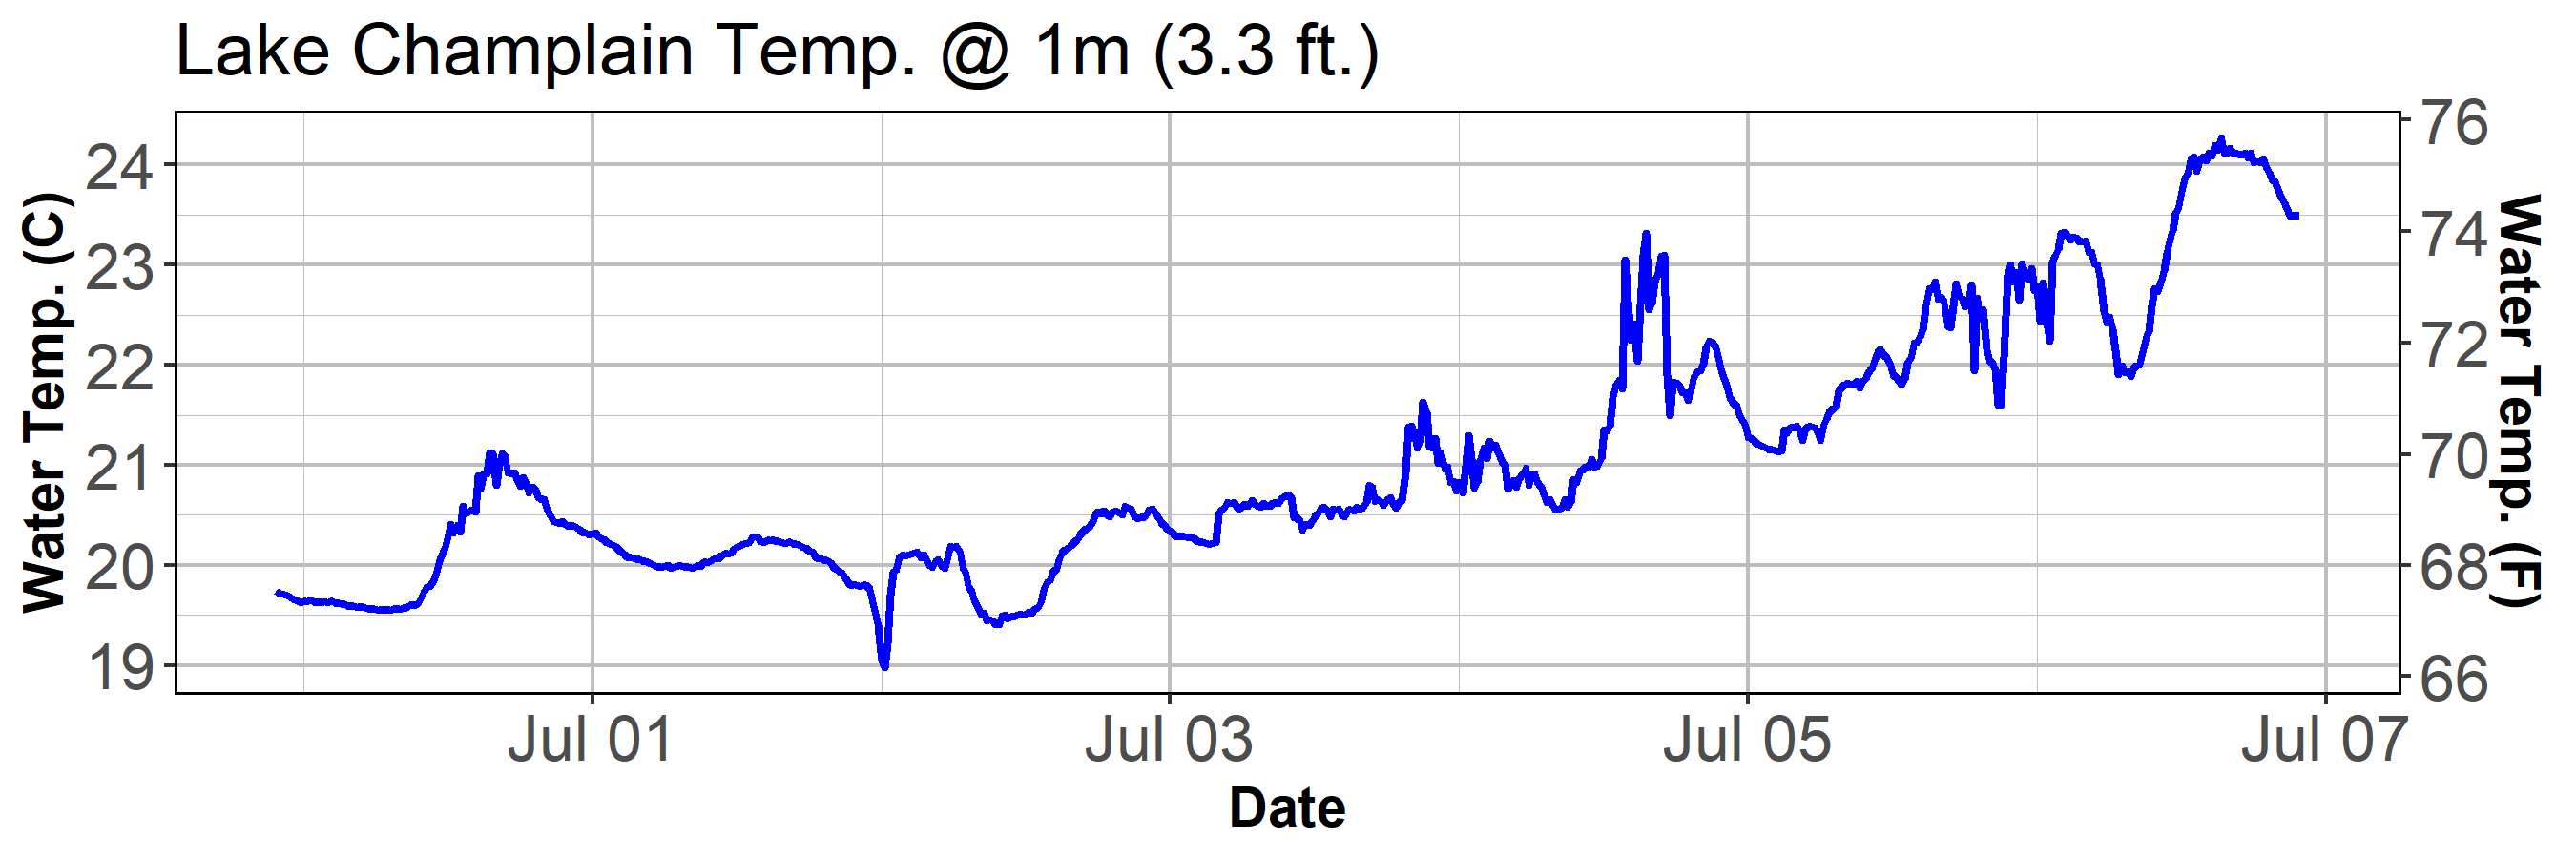 Lake Champlain Temp. @ 1m (3.3 ft.)
Water Temp. (C)
24
23
22
21
20
19
76
74
72
70
68
66
Water Temp. (F)
Jul 01 Jul 03 Jul 05 Jul 07
Date